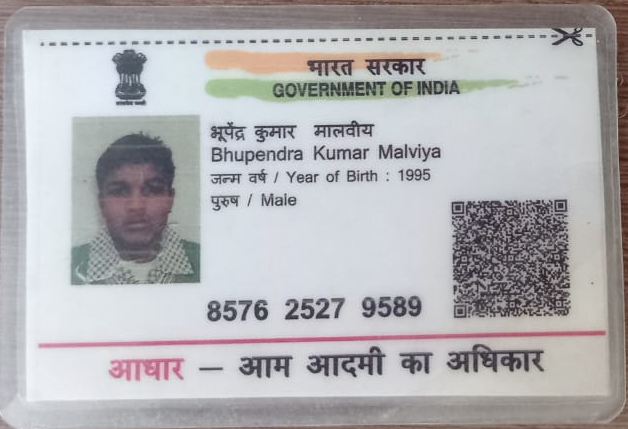 भारत सरकार
GOVERNMENT OF INDIA
भूपेंद्र कुमार मालवीय
Bhupendra Kumar Malviya
जन्म वर्ष / Year of Birth : 1995
पुरुष / Male
8576 2527 9589
आधार — आम आदमी का अधिकार